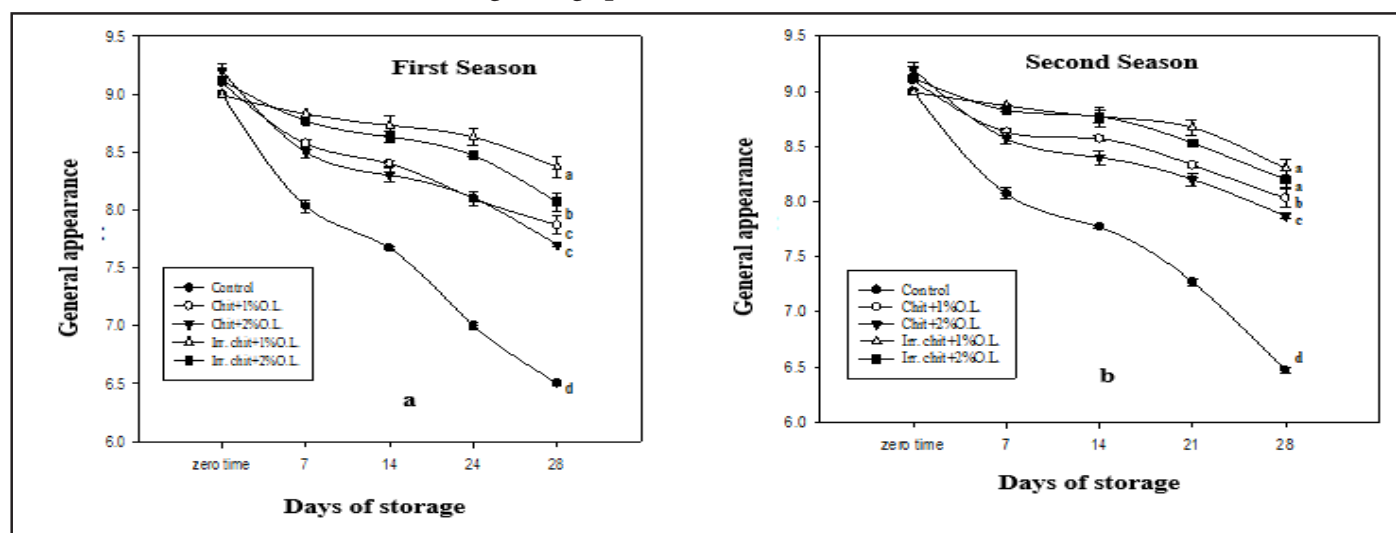 9.5
First Season
9.0
8.5
8.0
7.5
7.0
6.5
6.0
General appearance
:
a
b
c
c
d
Control
Chit+1%O.L.
Chit+2%O.L.
Irr. chit+1%O.L.
Irr. chit+2%O.L.
a
zero time 7 14 24 28
Days of storage
9.5
Second Season
9.0
8.5
8.0
7.5
7.0
6.5
6.0
General appearance
a
a
b
c
d
Control
Chit+1%O.L.
Chit+2%O.L.
Irr. chit+1%O.L.
Irr. chit+2%O.L.
b
zero time 7 14 21 28
Days of storage